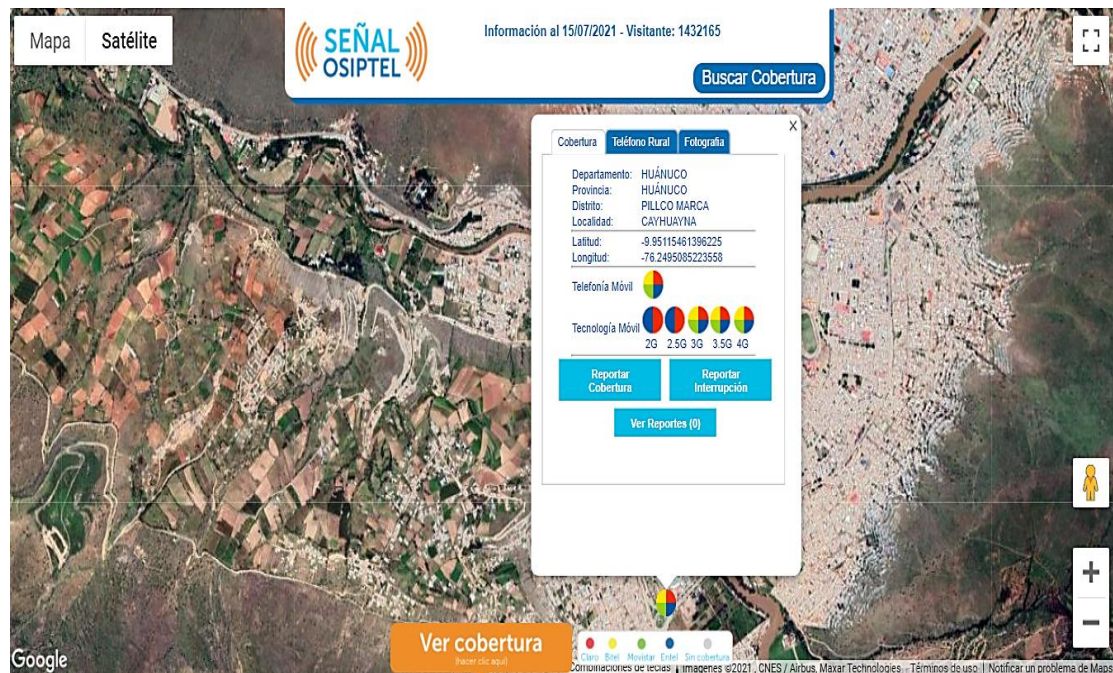 Mapa
Satélite
SEÑAL
OSIPTEL
Información al 15/07/2021 - Visitante: 1432165
Buscar Cobertura
X
Cobertura
Teléfono Rural
Fotografia
Departamento: HUÁNUCO
Provincia: HUÁNUCO
Distrito: PILLCO MARCA
Localidad: CAYHUAYNA
Latitud: -9.95115461396225
Longitud: -76.2495085223558
Telefonía Móvil
Tecnología Móvil
2G 2.5G 3G 3.5G 4G
Reportar
Cobertura
Reportar
Interrupción
Ver Reportes (0)
Ver cobertura
(hacer clic aqui)
Claro Bitel Movistar Entel Sin cobertura
Google
Combinaciones de teclas Imágenes ©2021 , CNES / Airbus, Maxar Technologies Términos de uso Notificar un problema de Maps